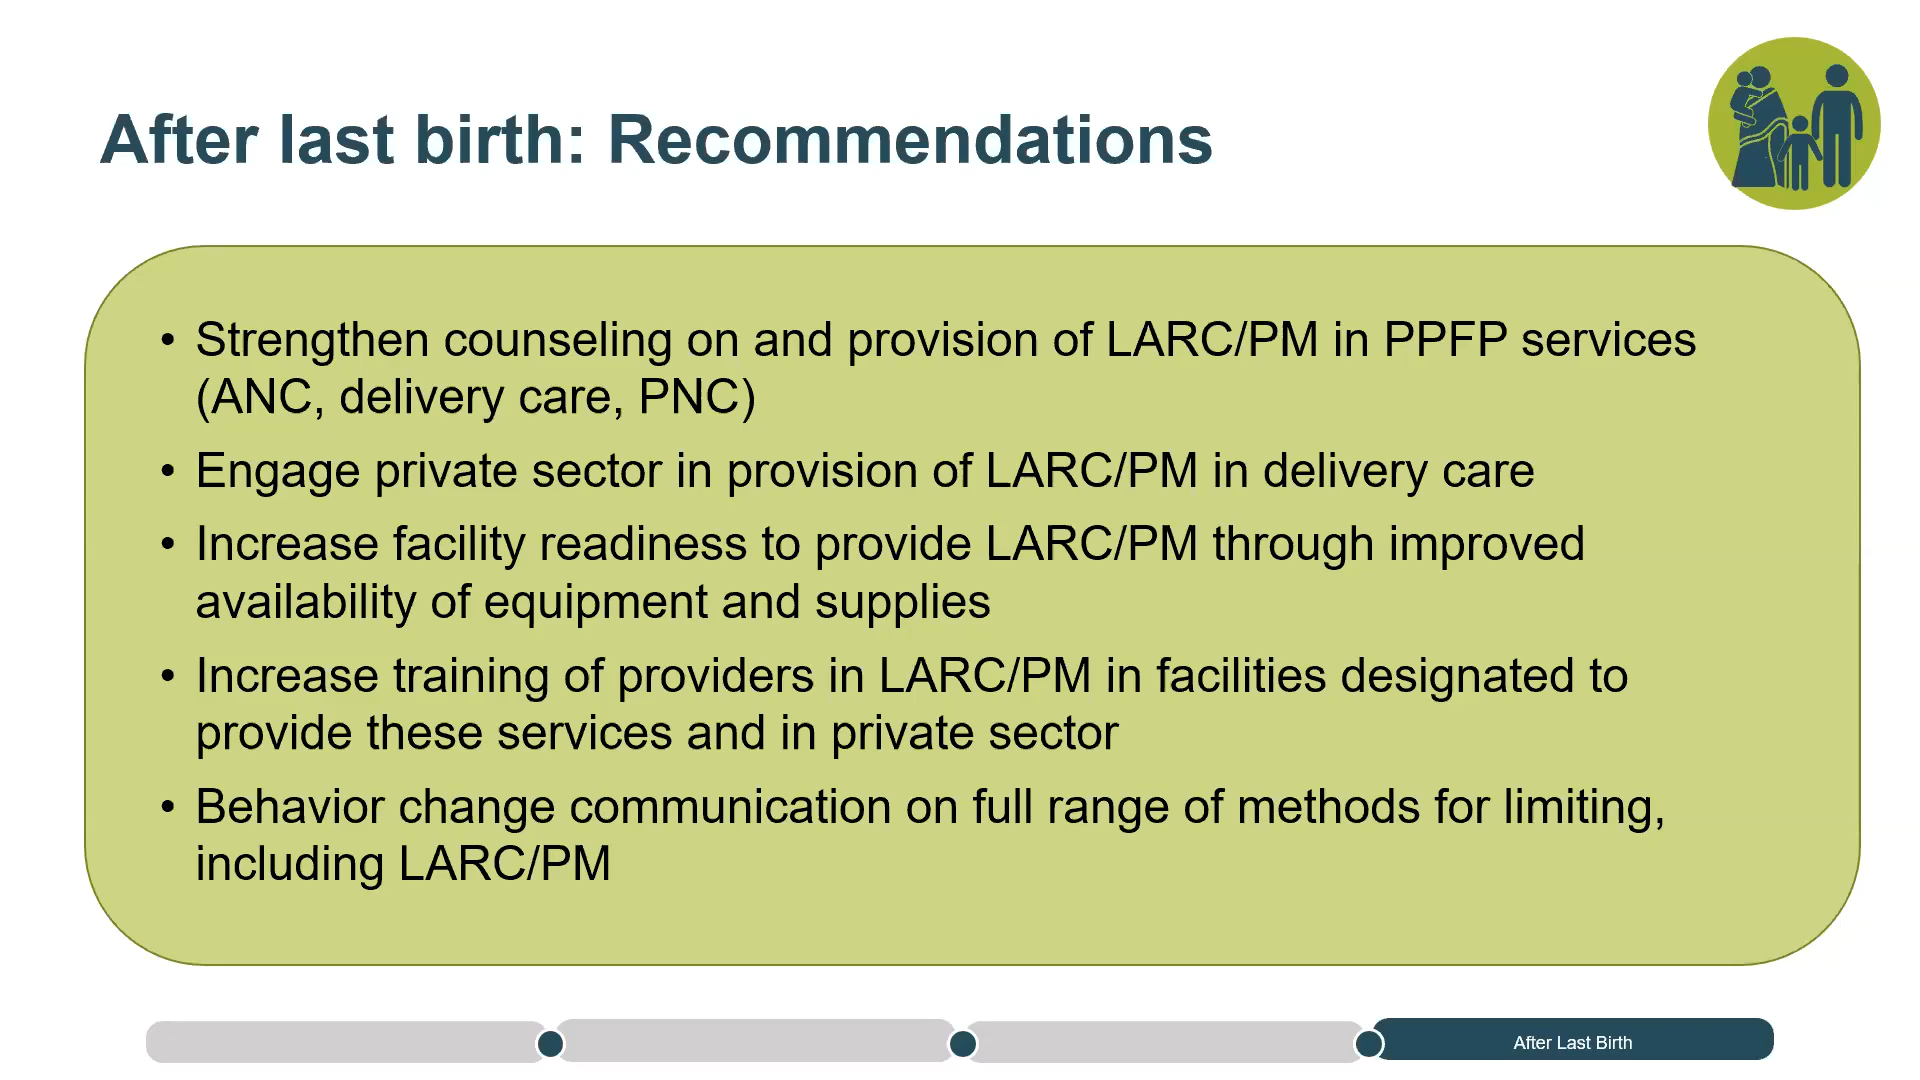 After last birth: Recommendations
• Strengthen counseling on and provision of LARC/PM in PPFP services
(ANC, delivery care, PNC)
• Engage private sector in provision of LARC/PM in delivery care
• Increase facility readiness to provide LARC/PM through improved
availability of equipment and supplies
• Increase training of providers in LARC/PM in facilities designated to
provide these services and in private sector
• Behavior change communication on full range of methods for limiting,
including LARC/PM
After Last Birth